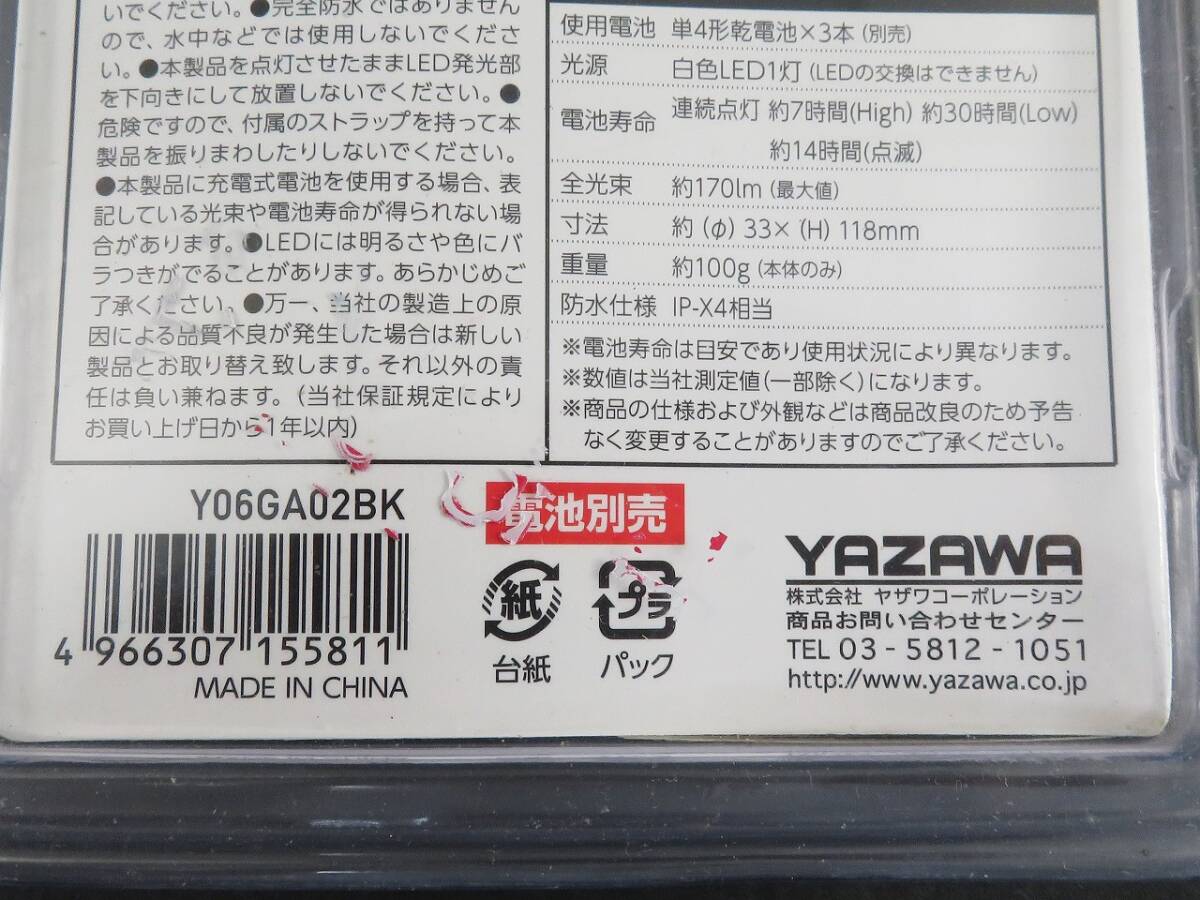 いでください。●完全防水ではありません
ので、水中などでは使用しないでくださ
い。●本製品を点灯させたままLED発光部
を下向きにして放置しないでください。●
危険ですので、付属のストラップを持って本
製品を振りまわしたりしないでください。
●本製品に充電式電池を使用する場合、表
記している光束や電池寿命が得られない場
合があります。●LEDには明るさや色にバ
ラつきがでることがあります。あらかじめご
了承ください。●万一、当社の製造上の原
因による品質不良が発生した場合は新しい
製品とお取り替え致します。それ以外の責
任は負い兼ねます。（当社保証規定により
お買い上げ日から1年以内）
使用電池 単4形乾電池×3本（別売）
光源 白色LED1灯（LEDの交換はできません）
電池寿命 連続点灯 約7時間(High) 約30時間(Low)
約14時間(点滅)
全光束 約170lm（最大値）
寸法 約（φ）33×（H）118mm
重量 約100g（本体のみ）
防水仕様 IP-X4相当
※電池寿命は目安であり使用状況により異なります。
※数値は当社測定値(一部除く)になります。
※商品の仕様および外観などは商品改良のため予告
なく変更することがありますのでご了承ください。
Y06GA02BK
4 966307 155811
MADE IN CHINA
電池別売
紙
台紙
プラ
パック
YAZAWA
株式会社 ヤザワコーポレーション
商品お問い合わせセンター
TEL 03-5812-1051
http://www.yazawa.co.jp